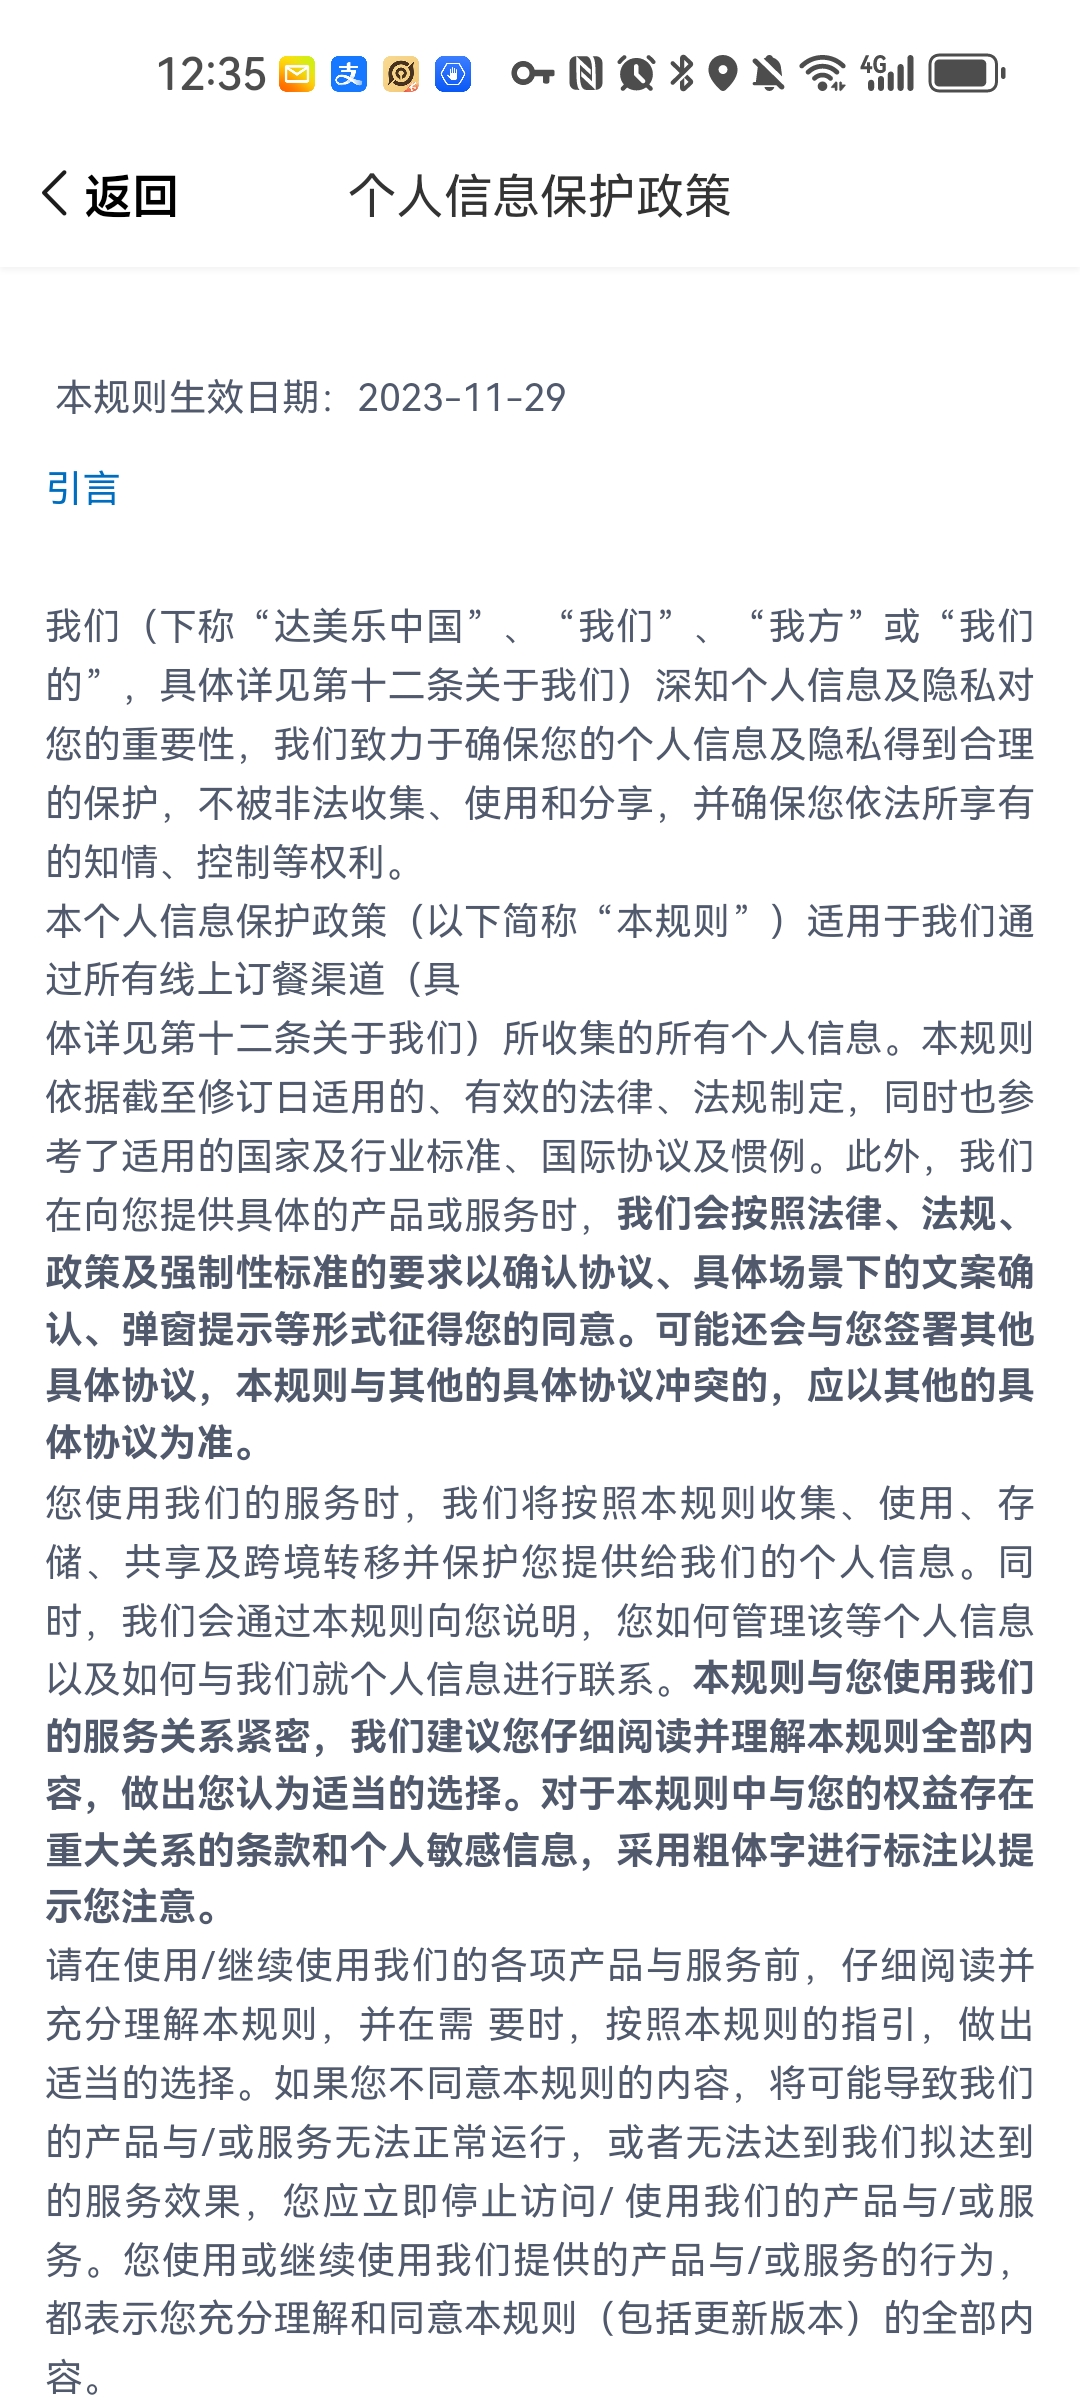 12:35 支 4G
返回 个人信息保护政策
本规则生效日期：2023-11-29
引言
我们（下称“达美乐中国”、“我们”、“我方”或“我们
的”，具体详见第十二条关于我们）深知个人信息及隐私对
您的重要性，我们致力于确保您的个人信息及隐私得到合理
的保护，不被非法收集、使用和分享，并确保您依法所享有
的知情、控制等权利。
本个人信息保护政策（以下简称“本规则”）适用于我们通
过所有线上订餐渠道（具
体详见第十二条关于我们）所收集的所有个人信息。本规则
依据截至修订日适用的、有效的法律、法规制定，同时也参
考了适用的国家及行业标准、国际协议及惯例。此外，我们
在向您提供具体的产品或服务时，我们会按照法律、法规、
政策及强制性标准的要求以确认协议、具体场景下的文案确
认、弹窗提示等形式征得您的同意。可能还会与您签署其他
具体协议，本规则与其他的具体协议冲突的，应以其他的具
体协议为准。
您使用我们的服务时，我们将按照本规则收集、使用、存
储、共享及跨境转移并保护您提供给我们的个人信息。同
时，我们会通过本规则向您说明，您如何管理该等个人信息
以及如何与我们就个人信息进行联系。本规则与您使用我们
的服务关系紧密，我们建议您仔细阅读并理解本规则全部内
容，做出您认为适当的选择。对于本规则中与您的权益存在
重大关系的条款和个人敏感信息，采用粗体字进行标注以提
示您注意。
请在使用/继续使用我们的各项产品与服务前，仔细阅读并
充分理解本规则，并在需 要时，按照本规则的指引，做出
适当的选择。如果您不同意本规则的内容，将可能导致我们
的产品与/或服务无法正常运行，或者无法达到我们拟达到
的服务效果，您应立即停止访问/ 使用我们的产品与/或服
务。您使用或继续使用我们提供的产品与/或服务的行为，
都表示您充分理解和同意本规则（包括更新版本）的全部内
容。